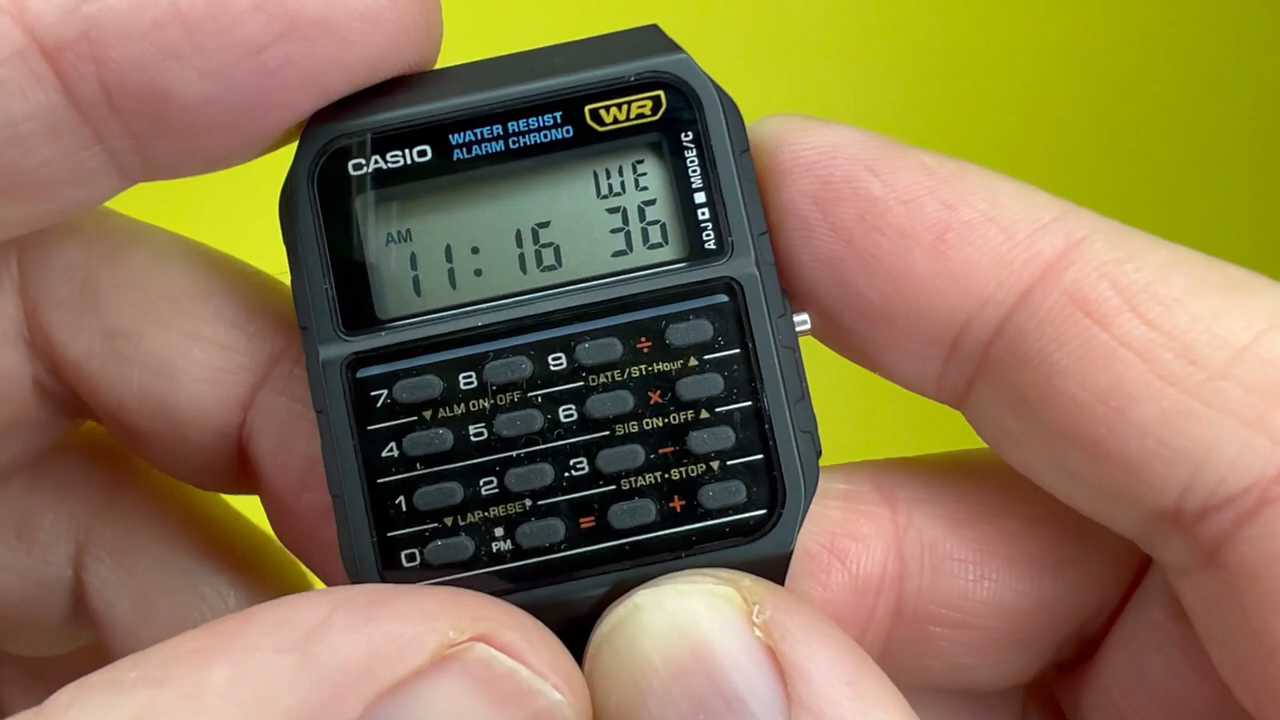 WR
CASIO
WATER RESIST
ALARM CHRONO
ADJ MODE/C
WE
AM 11:16 36
7 8 9 ÷
▼ ALM ON·OFF DATE/ST-Hour ▲
4 5 6 ×
SIG ON·OFF ▲
1 2 3 −
▼ LAP·RESET START·STOP ▼
0 PM = +